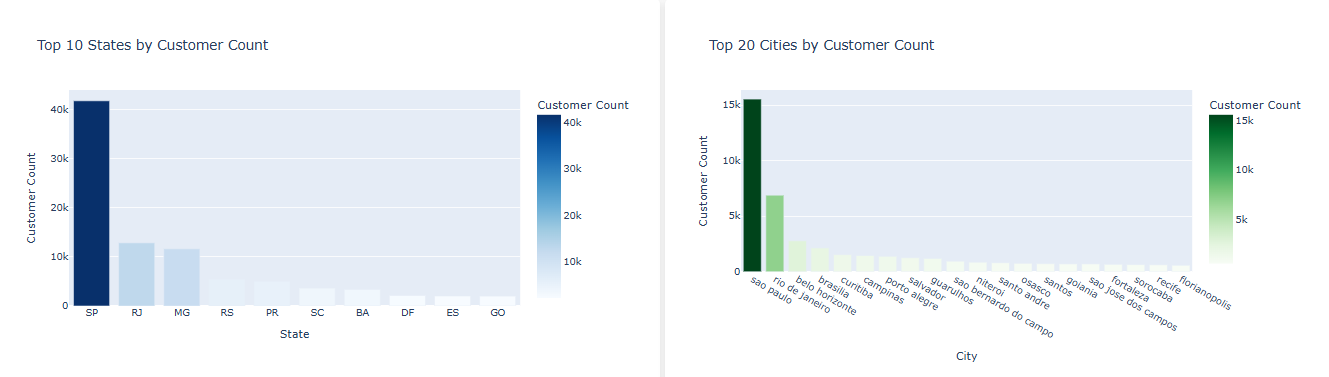 Top 10 States by Customer Count
Customer Count
40k
30k
20k
10k
0
SP RJ MG RS PR SC BA DF ES GO
State
Customer Count
40k
30k
20k
10k
Top 20 Cities by Customer Count
Customer Count
15k
10k
5k
0
sao paulo
rio de janeiro
belo horizonte
brasilia
curitiba
campinas
porto alegre
salvador
guarulhos
sao bernardo do campo
niteroi
santo andre
osasco
santos
goiania
sao jose dos campos
fortaleza
sorocaba
recife
florianopolis
City
Customer Count
15k
10k
5k